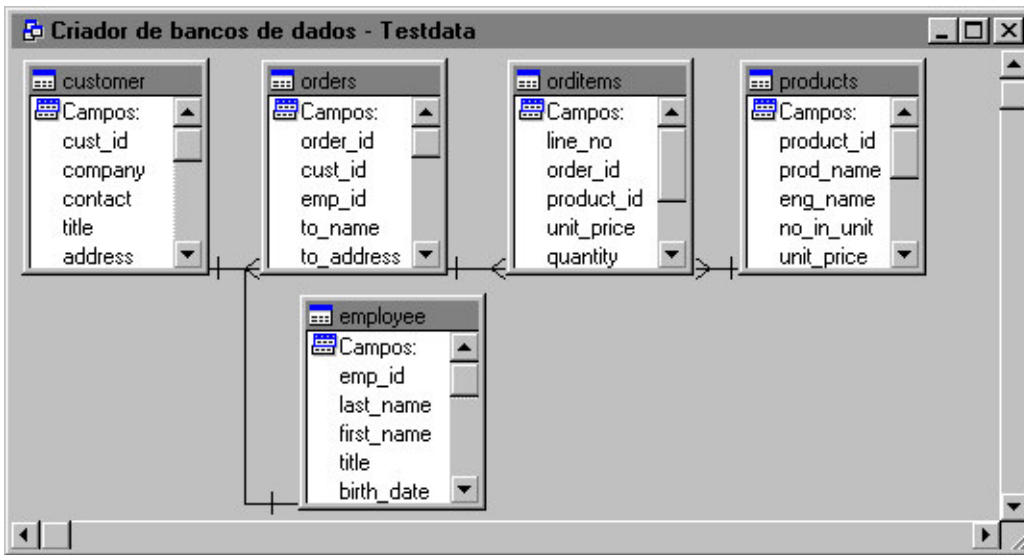 Criador de bancos de dados - Testdata
customer
Campos:
cust_id
company
contact
title
address
orders
Campos:
order_id
cust_id
emp_id
to_name
to_address
orditems
Campos:
line_no
order_id
product_id
unit_price
quantity
products
Campos:
product_id
prod_name
eng_name
no_in_unit
unit_price
employee
Campos:
emp_id
last_name
first_name
title
birth_date